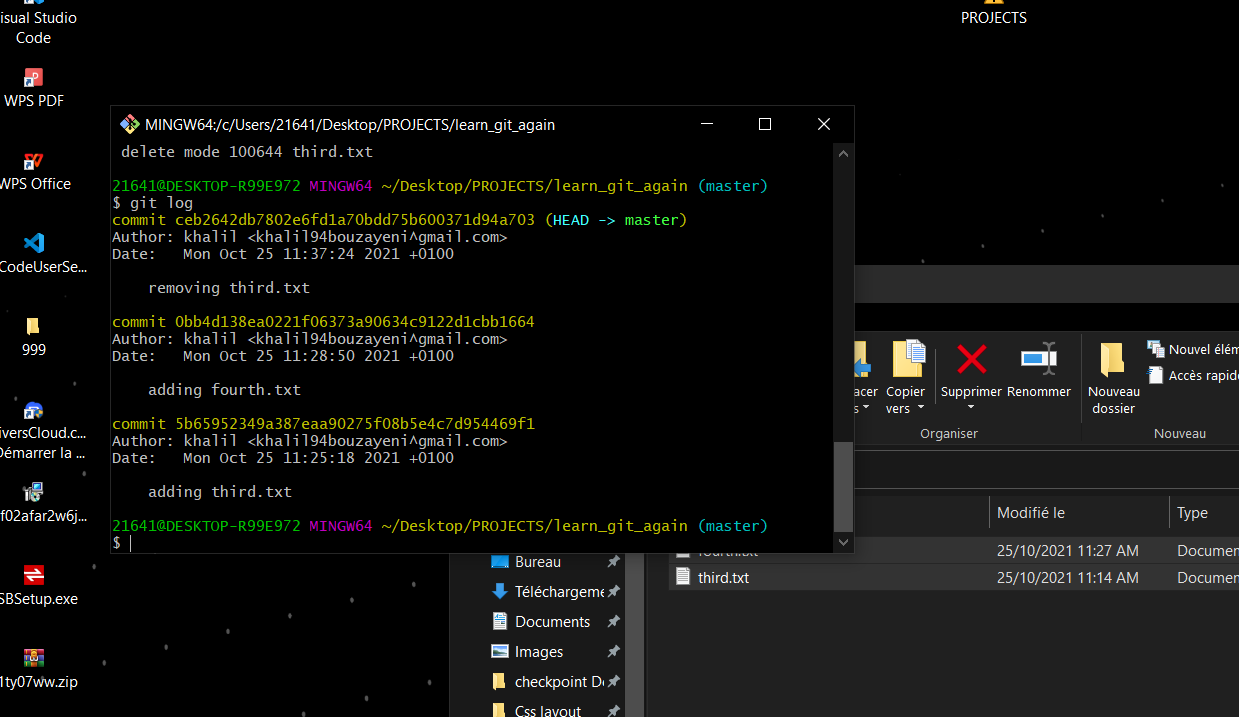 isual Studio
Code
WPS PDF
WPS Office
CodeUserSe...
999
iversCloud.c...
Démarrer la ...
f02afar2w6j...
SBSetup.exe
1ty07ww.zip
PROJECTS
MINGW64:/c/Users/21641/Desktop/PROJECTS/learn_git_again
delete mode 100644 third.txt
21641@DESKTOP-R99E972 MINGW64 ~/Desktop/PROJECTS/learn_git_again (master)
$ git log
commit ceb2642db7802e6fd1a70bdd75b600371d94a703 (HEAD -> master)
Author: khalil <khalil94bouzayeni^gmail.com>
Date:   Mon Oct 25 11:37:24 2021 +0100
removing third.txt
commit 0bb4d138ea0221f06373a90634c9122d1cbb1664
Author: khalil <khalil94bouzayeni^gmail.com>
Date:   Mon Oct 25 11:28:50 2021 +0100
adding fourth.txt
commit 5b65952349a387eaa90275f08b5e4c7d954469f1
Author: khalil <khalil94bouzayeni^gmail.com>
Date:   Mon Oct 25 11:25:18 2021 +0100
adding third.txt
21641@DESKTOP-R99E972 MINGW64 ~/Desktop/PROJECTS/learn_git_again (master)
$
acer
s
Copier
vers
Supprimer
Renommer
Organiser
Nouveau
dossier
Nouvel élém
Accès rapide
Nouveau
Modifié le
Type
fourth.txt
25/10/2021 11:27 AM
Documen
third.txt
25/10/2021 11:14 AM
Documen
Bureau
Téléchargeme
Documents
Images
checkpoint D
Css layout